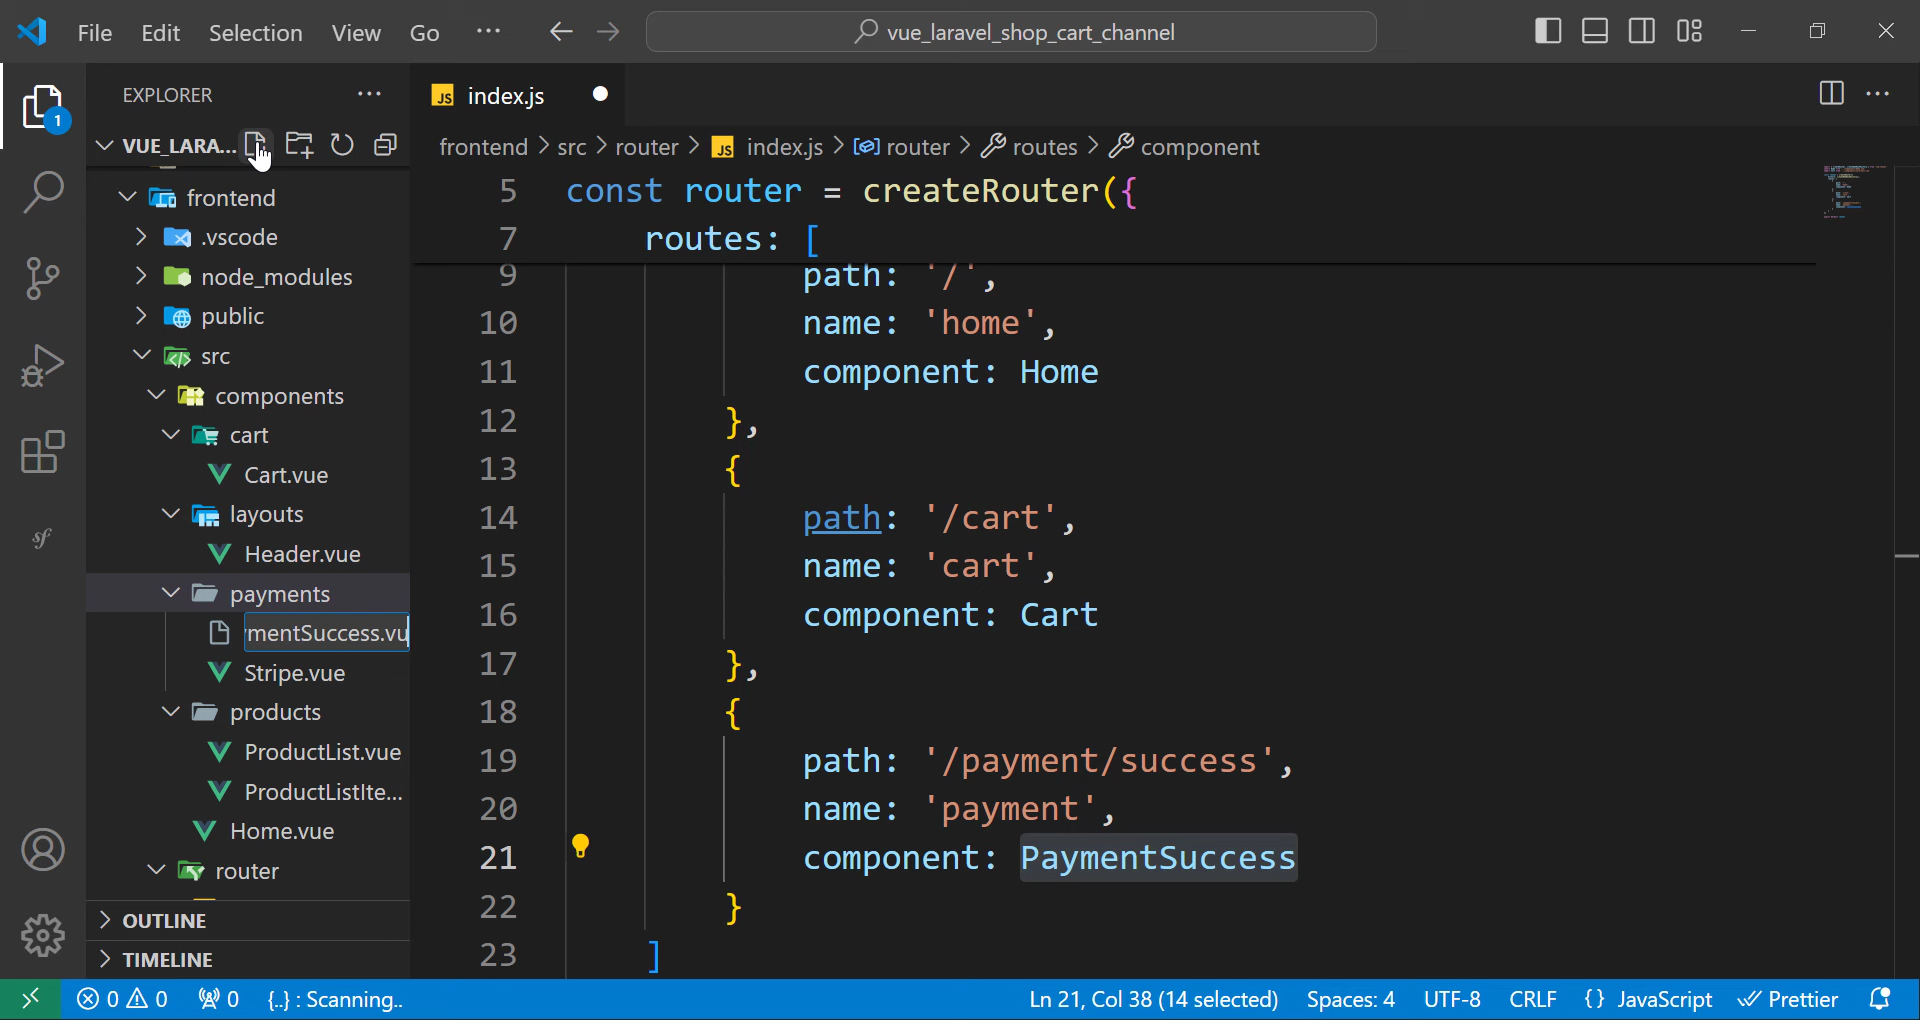 File Edit Selection View Go ... vue_laravel_shop_cart_channel
EXPLORER ...
1
VUE_LARA...
frontend
.vscode
node_modules
public
src
components
cart
Cart.vue
layouts
Header.vue
payments
mentSuccess.vu
Stripe.vue
products
ProductList.vue
ProductListIte...
Home.vue
router
OUTLINE
TIMELINE
JS index.js
frontend > src > router > JS index.js > router > routes > component
5 const router = createRouter({
7 routes: [
9 path: '/',
10 name: 'home',
11 component: Home
12 },
13 {
14 path: '/cart',
15 name: 'cart',
16 component: Cart
17 },
18 {
19 path: '/payment/success',
20 name: 'payment',
21 component: PaymentSuccess
22 }
23 ]
0 0 0 {..} : Scanning.. Ln 21, Col 38 (14 selected) Spaces: 4 UTF-8 CRLF {} JavaScript Prettier